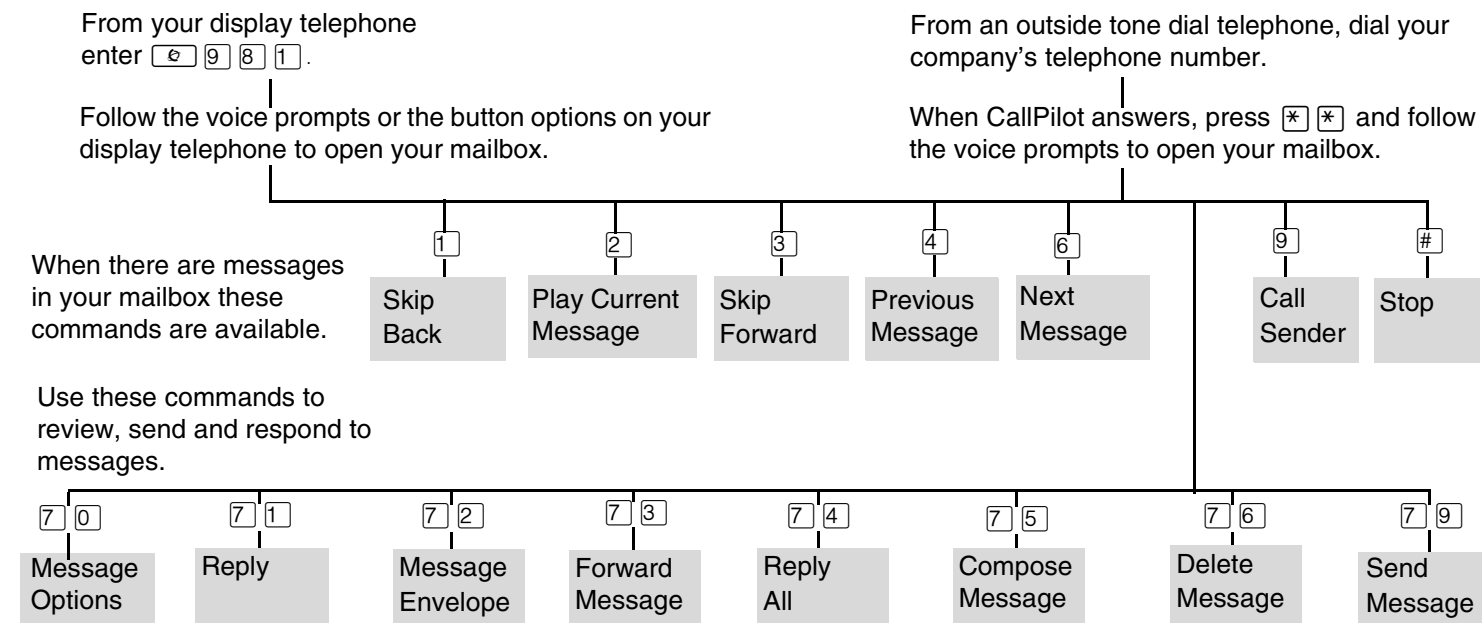 From your display telephone
enter 9 8 1 .
Follow the voice prompts or the button options on your
display telephone to open your mailbox.
From an outside tone dial telephone, dial your
company’s telephone number.
When CallPilot answers, press * * and follow
the voice prompts to open your mailbox.
When there are messages
in your mailbox these
commands are available.
1
Skip
Back
2
Play Current
Message
3
Skip
Forward
4
Previous
Message
6
Next
Message
9
Call
Sender
#
Stop
Use these commands to
review, send and respond to
messages.
7 0
Message
Options
7 1
Reply
7 2
Message
Envelope
7 3
Forward
Message
7 4
Reply
All
7 5
Compose
Message
7 6
Delete
Message
7 9
Send
Message